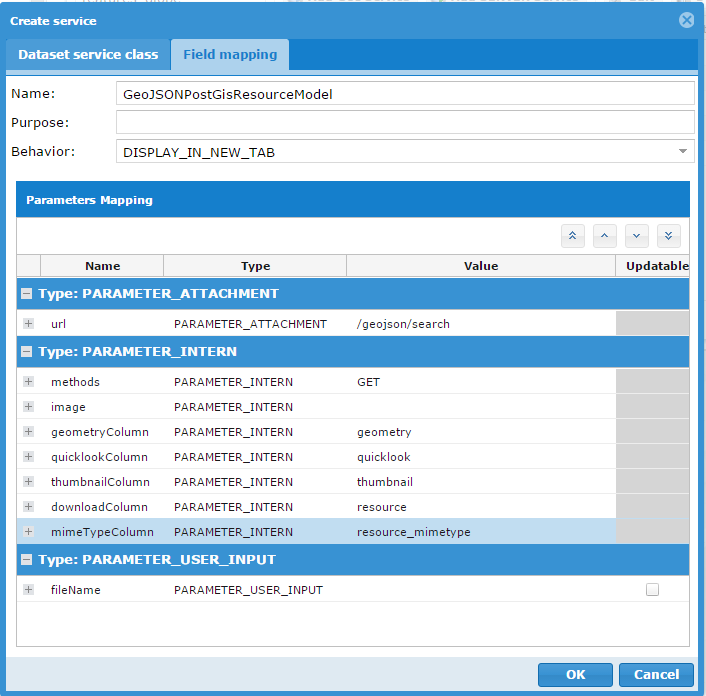 Create service
Dataset service class Field mapping
Name: GeoJSONPostGisResourceModel
Purpose:
Behavior: DISPLAY_IN_NEW_TAB
Parameters Mapping
Name Type Value Updatable
Type: PARAMETER_ATTACHMENT
url PARAMETER_ATTACHMENT /geojson/search
Type: PARAMETER_INTERN
methods PARAMETER_INTERN GET
image PARAMETER_INTERN
geometryColumn PARAMETER_INTERN geometry
quicklookColumn PARAMETER_INTERN quicklook
thumbnailColumn PARAMETER_INTERN thumbnail
downloadColumn PARAMETER_INTERN resource
mimeTypeColumn PARAMETER_INTERN resource_mimetype
Type: PARAMETER_USER_INPUT
fileName PARAMETER_USER_INPUT
OK Cancel